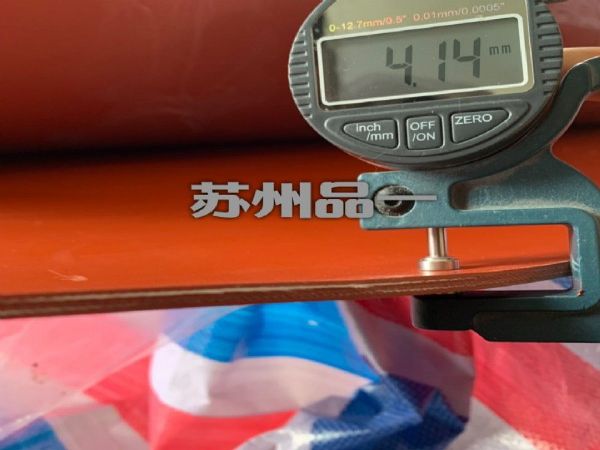 0-12.7mm/0.5" 0.01mm/0.0005"
4.14 mm
inch/mm
OFF/ON
ZERO
苏州品一